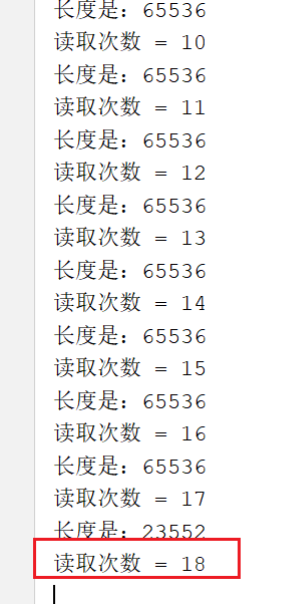 长度是：65536
读取次数 = 10
长度是：65536
读取次数 = 11
长度是：65536
读取次数 = 12
长度是：65536
读取次数 = 13
长度是：65536
读取次数 = 14
长度是：65536
读取次数 = 15
长度是：65536
读取次数 = 16
长度是：65536
读取次数 = 17
长度是：23552
读取次数 = 18